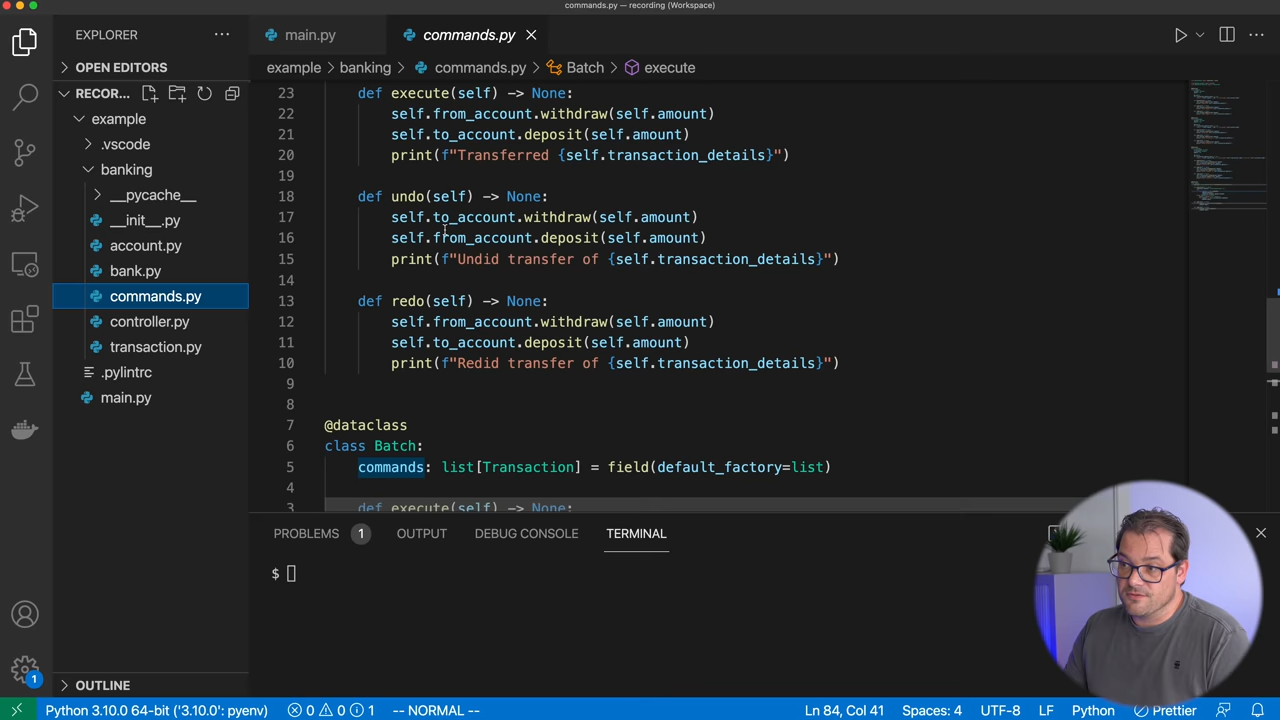 commands.py — recording (Workspace)
EXPLORER
main.py
commands.py
OPEN EDITORS
example
banking
commands.py
Batch
execute
RECOR...
example
.vscode
banking
__pycache__
__init__.py
account.py
bank.py
commands.py
controller.py
transaction.py
.pylintrc
main.py
OUTLINE
23 def execute(self) -> None:
22 self.from_account.withdraw(self.amount)
21 self.to_account.deposit(self.amount)
20 print(f"Transferred {self.transaction_details}")
19
18 def undo(self) -> None:
17 self.to_account.withdraw(self.amount)
16 self.from_account.deposit(self.amount)
15 print(f"Undid transfer of {self.transaction_details}")
14
13 def redo(self) -> None:
12 self.from_account.withdraw(self.amount)
11 self.to_account.deposit(self.amount)
10 print(f"Redid transfer of {self.transaction_details}")
9
8
7 @dataclass
6 class Batch:
5 commands: list[Transaction] = field(default_factory=list)
4
3 def execute(self) -> None:
PROBLEMS 1 OUTPUT DEBUG CONSOLE TERMINAL
$
1
Python 3.10.0 64-bit ('3.10.0': pyenv) 0 0 1 -- NORMAL -- Ln 84, Col 41 Spaces: 4 UTF-8 LF Python Prettier